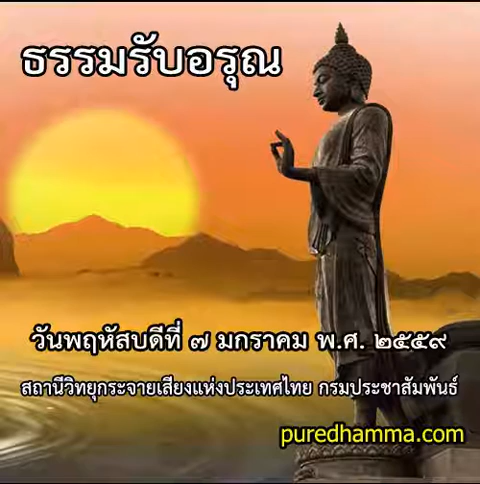 ธรรมรับอรุณ
วันพฤหัสบดีที่ ๗ มกราคม พ.ศ. ๒๕๕๙
สถานีวิทยุกระจายเสียงแห่งประเทศไทย กรมประชาสัมพันธ์
puredhamma.com